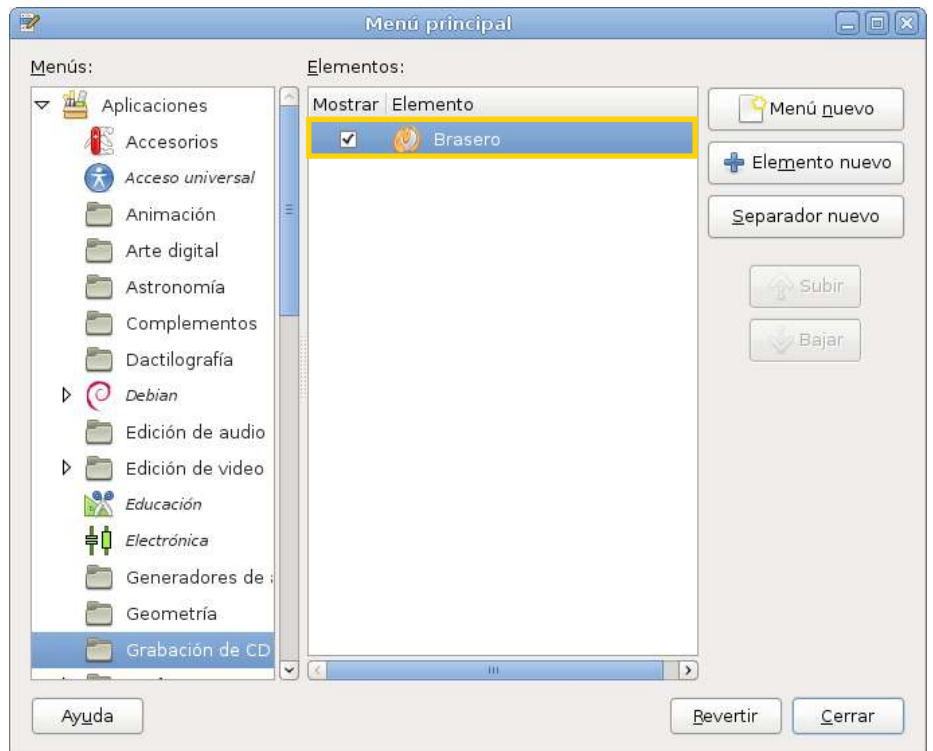 Menú principal
Menús:
Aplicaciones
Accesorios
Acceso universal
Animación
Arte digital
Astronomía
Complementos
Dactilografía
Debian
Edición de audio
Edición de video
Educación
Electrónica
Generadores de
Geometría
Grabación de CD
Elementos:
Mostrar Elemento
Brasero
Menú nuevo
Elemento nuevo
Separador nuevo
Subir
Bajar
Ayuda
Revertir
Cerrar